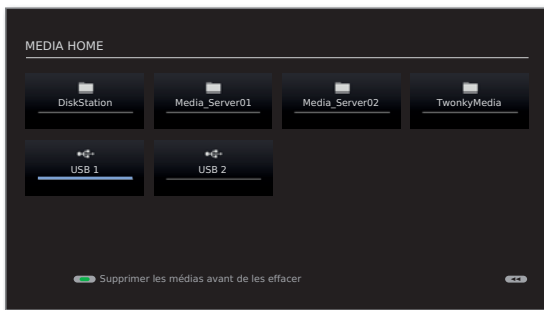 MEDIA HOME
DiskStation
Media_Server01
Media_Server02
TwonkyMedia
USB 1
USB 2
Supprimer les médias avant de les effacer